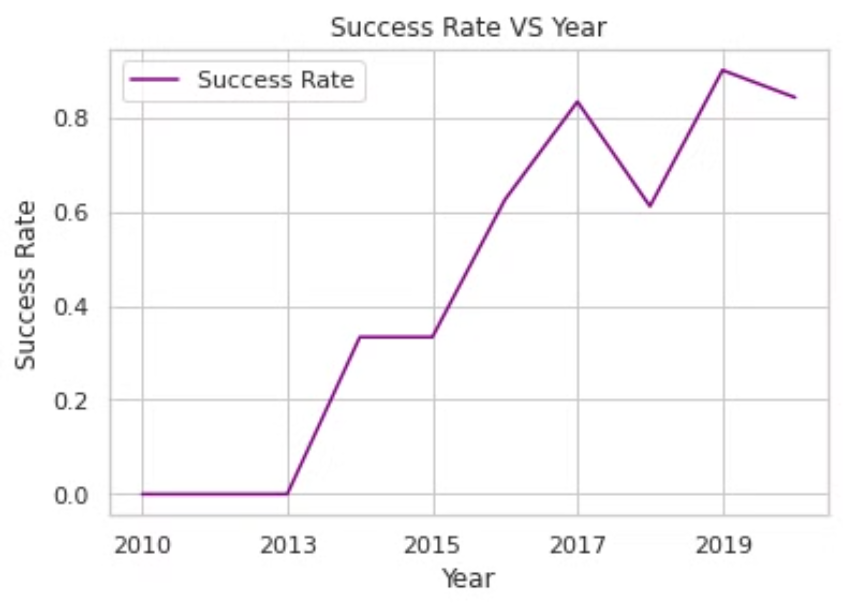 Success Rate VS Year
Success Rate
0.8
0.6
0.4
0.2
0.0
Success Rate
2010 2013 2015 2017 2019
Year